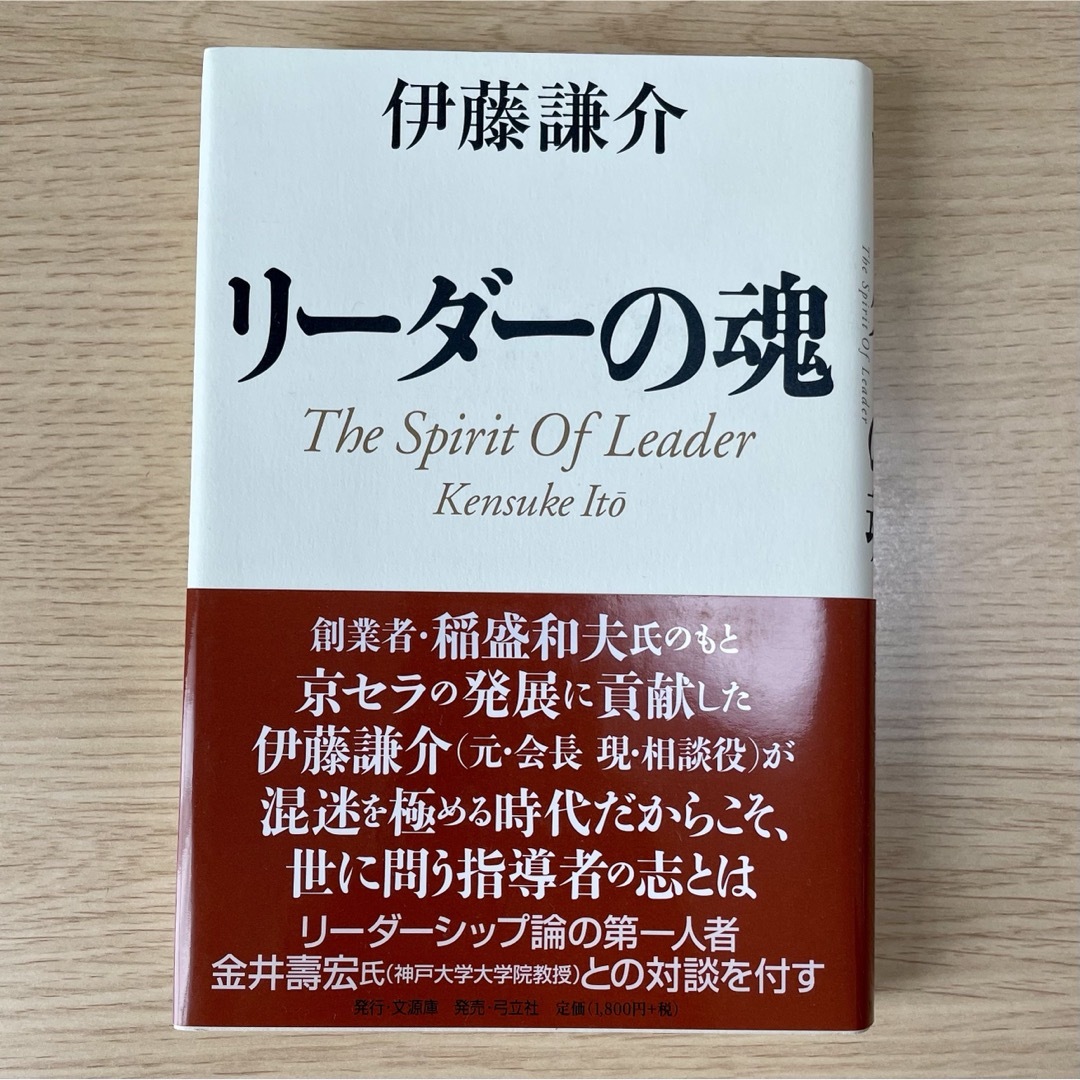 伊藤謙介
リーダーの魂
The Spirit Of Leader
Kensuke Itō
創業者・稲盛和夫氏のもと
京セラの発展に貢献した
伊藤謙介（元・会長 現・相談役）が
混迷を極める時代だからこそ、
世に問う指導者の志とは
リーダーシップ論の第一人者
金井壽宏氏（神戸大学大学院教授）との対談を付す
発行・文源庫 発売・弓立社 定価（1,800円+税）
The Spirit Of Leader